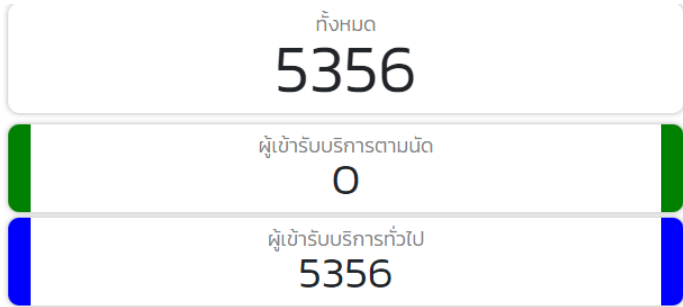 ทั้งหมด
5356
ผู้เข้ารับบริการตามนัด
0
ผู้เข้ารับบริการทั่วไป
5356